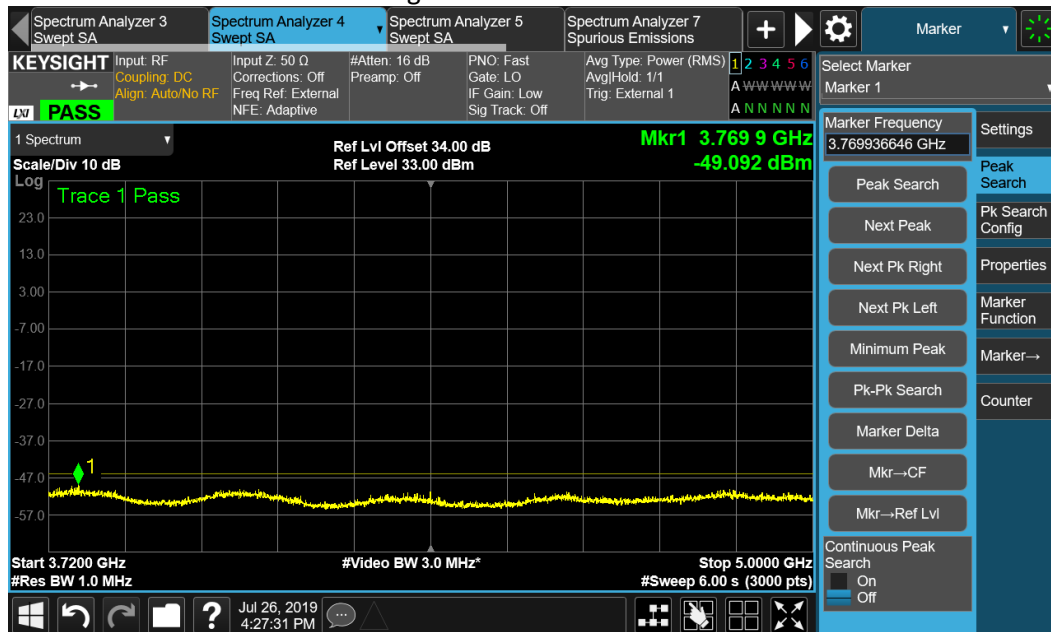 Spectrum Analyzer 3
Swept SA
Spectrum Analyzer 4
Swept SA
Spectrum Analyzer 5
Swept SA
Spectrum Analyzer 7
Spurious Emissions
+
Marker
KEYSIGHT
LXI
PASS
Input: RF
Coupling: DC
Align: Auto/No RF
Input Z: 50 Ω
Corrections: Off
Freq Ref: External
NFE: Adaptive
#Atten: 16 dB
Preamp: Off
PNO: Fast
Gate: LO
IF Gain: Low
Sig Track: Off
Avg Type: Power (RMS)
Avg|Hold: 1/1
Trig: External 1
1 2 3 4 5 6
A W W W W W
A N N N N N
Select Marker
Marker 1
1 Spectrum
Scale/Div 10 dB
Log
Ref Lvl Offset 34.00 dB
Ref Level 33.00 dBm
Mkr1 3.769 9 GHz
-49.092 dBm
Trace 1 Pass
23.0
13.0
3.00
-7.00
-17.0
-27.0
-37.0
-47.0
-57.0
1
Start 3.7200 GHz
#Res BW 1.0 MHz
#Video BW 3.0 MHz*
Stop 5.0000 GHz
#Sweep 6.00 s (3000 pts)
Marker Frequency
3.769936646 GHz
Peak Search
Next Peak
Next Pk Right
Next Pk Left
Minimum Peak
Pk-Pk Search
Marker Delta
Mkr→CF
Mkr→Ref Lvl
Continuous Peak
Search
On
Off
Settings
Peak
Search
Pk Search
Config
Properties
Marker
Function
Marker→
Counter
?
Jul 26, 2019
4:27:31 PM